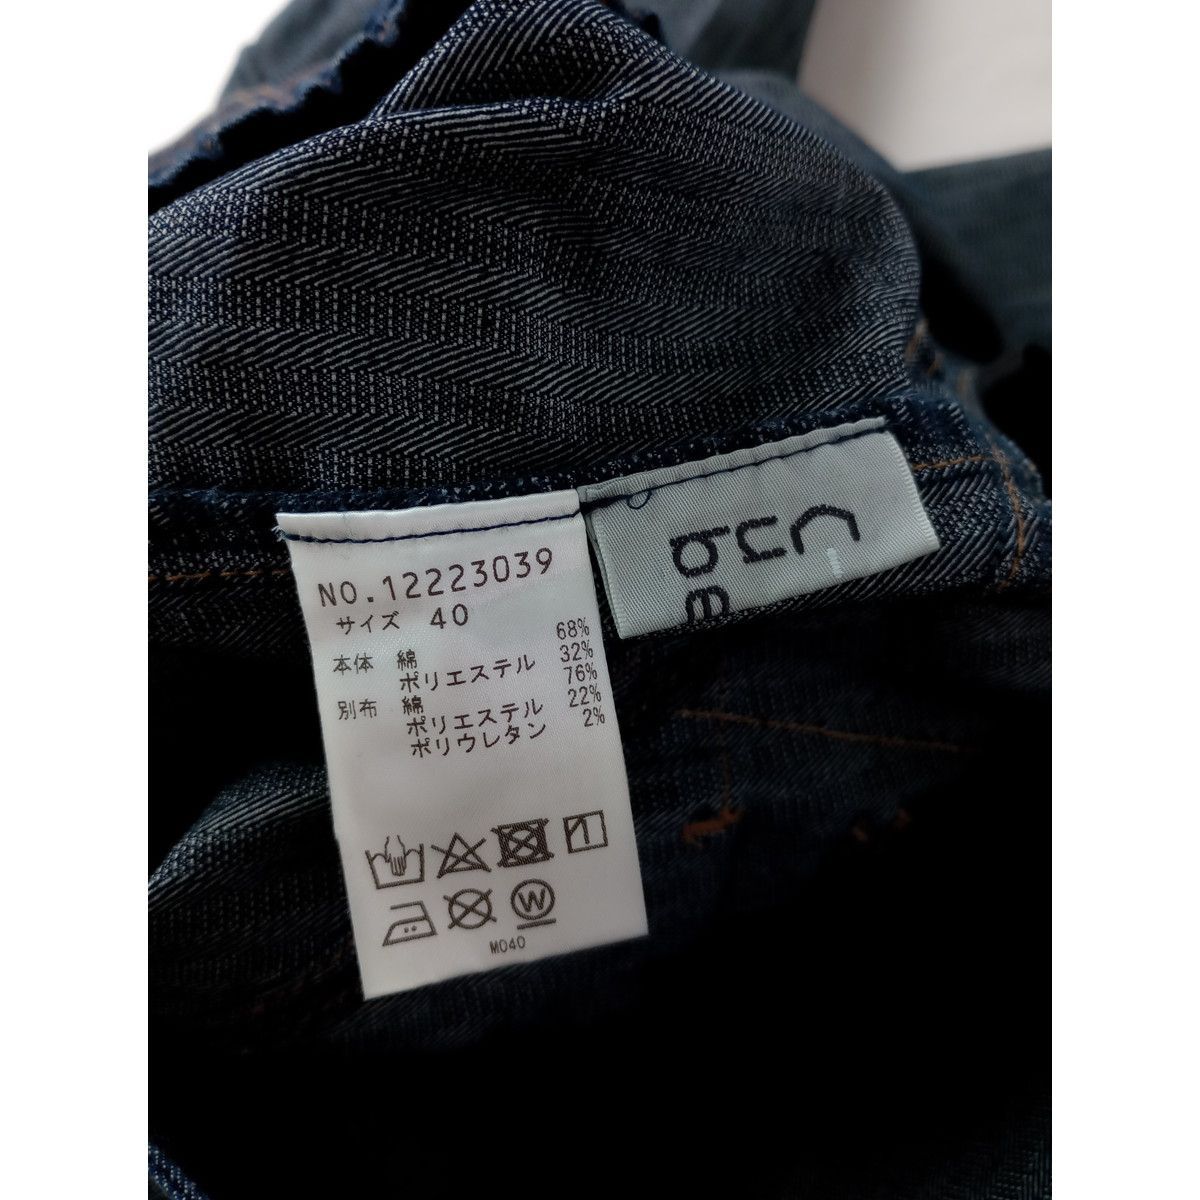 NO.12223039
サイズ 40
本体 綿 68%
ポリエステル 32%
別布 綿 76%
ポリエステル 22%
ポリウレタン 2%
W
M040